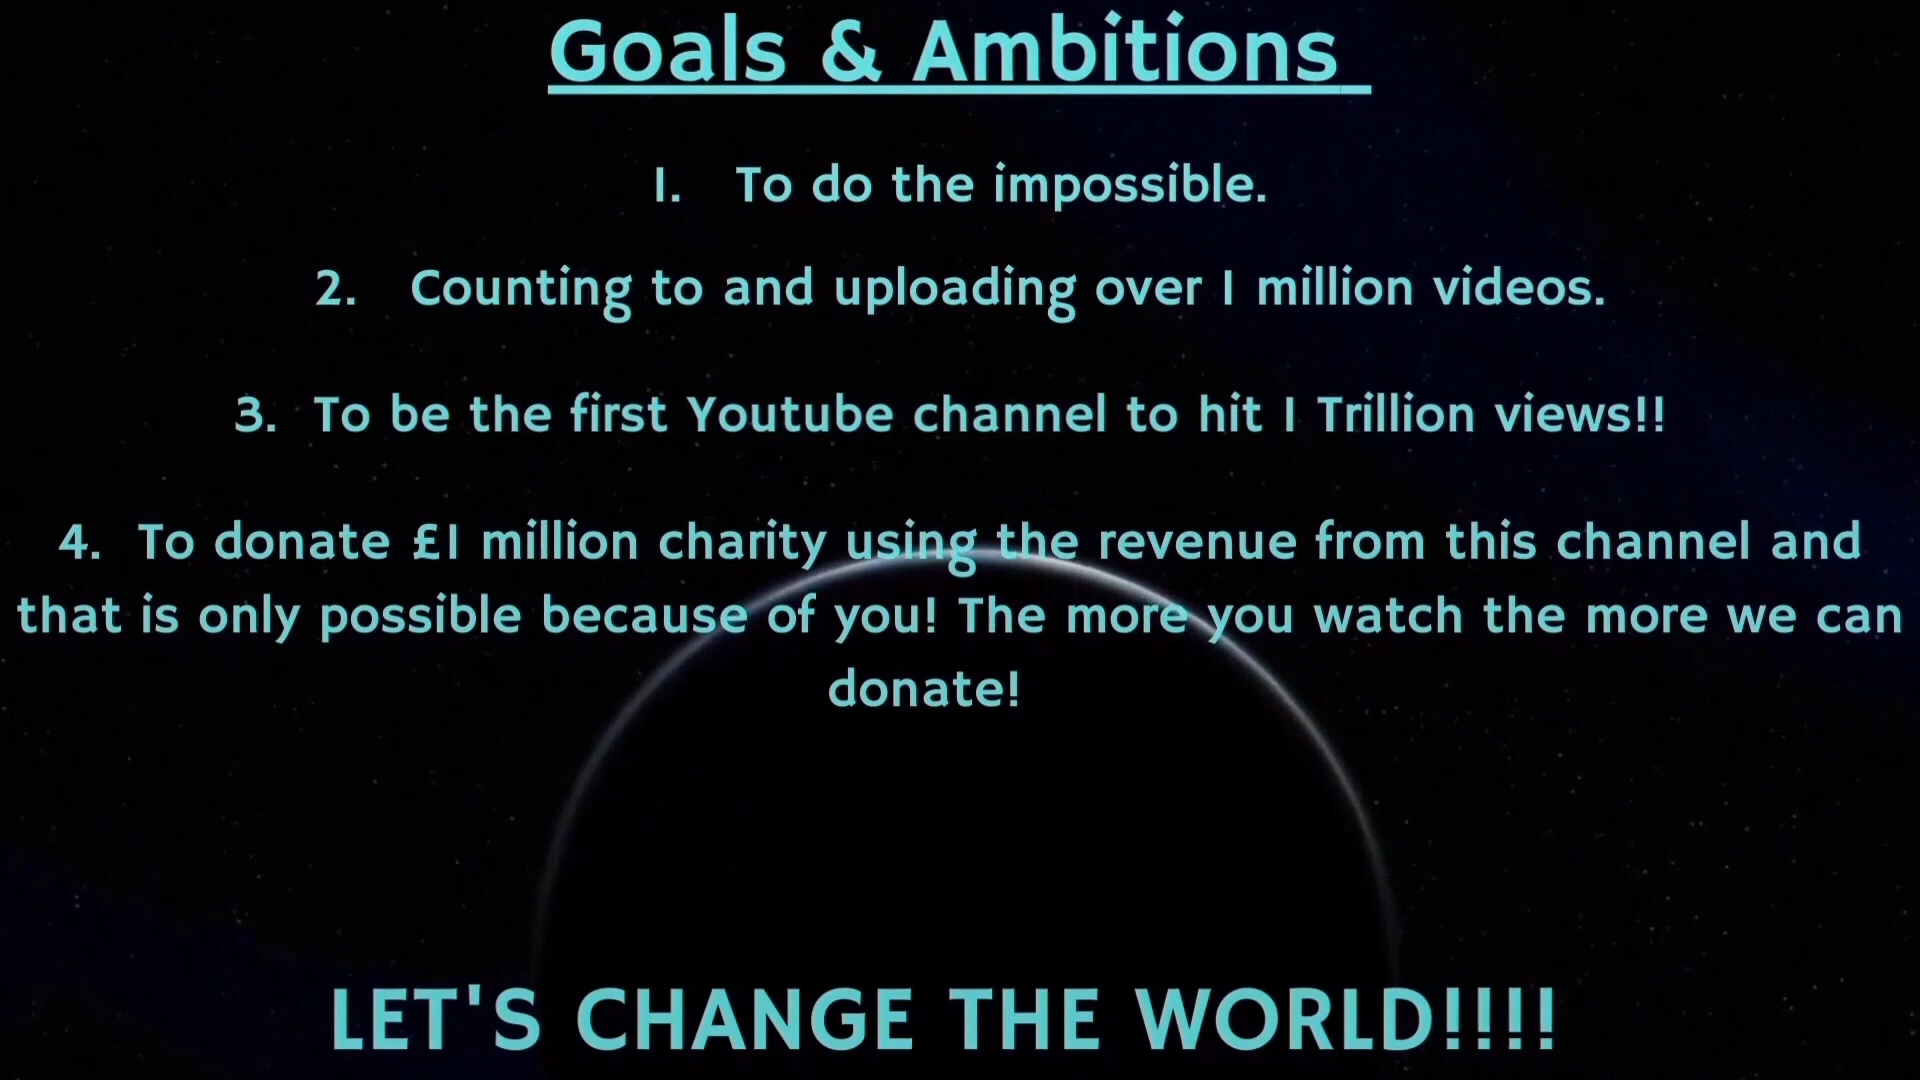 Goals & Ambitions
1. To do the impossible.
2. Counting to and uploading over 1 million videos.
3. To be the first Youtube channel to hit 1 Trillion views!!
4. To donate £1 million charity using the revenue from this channel and
that is only possible because of you! The more you watch the more we can
donate!
LET'S CHANGE THE WORLD!!!!